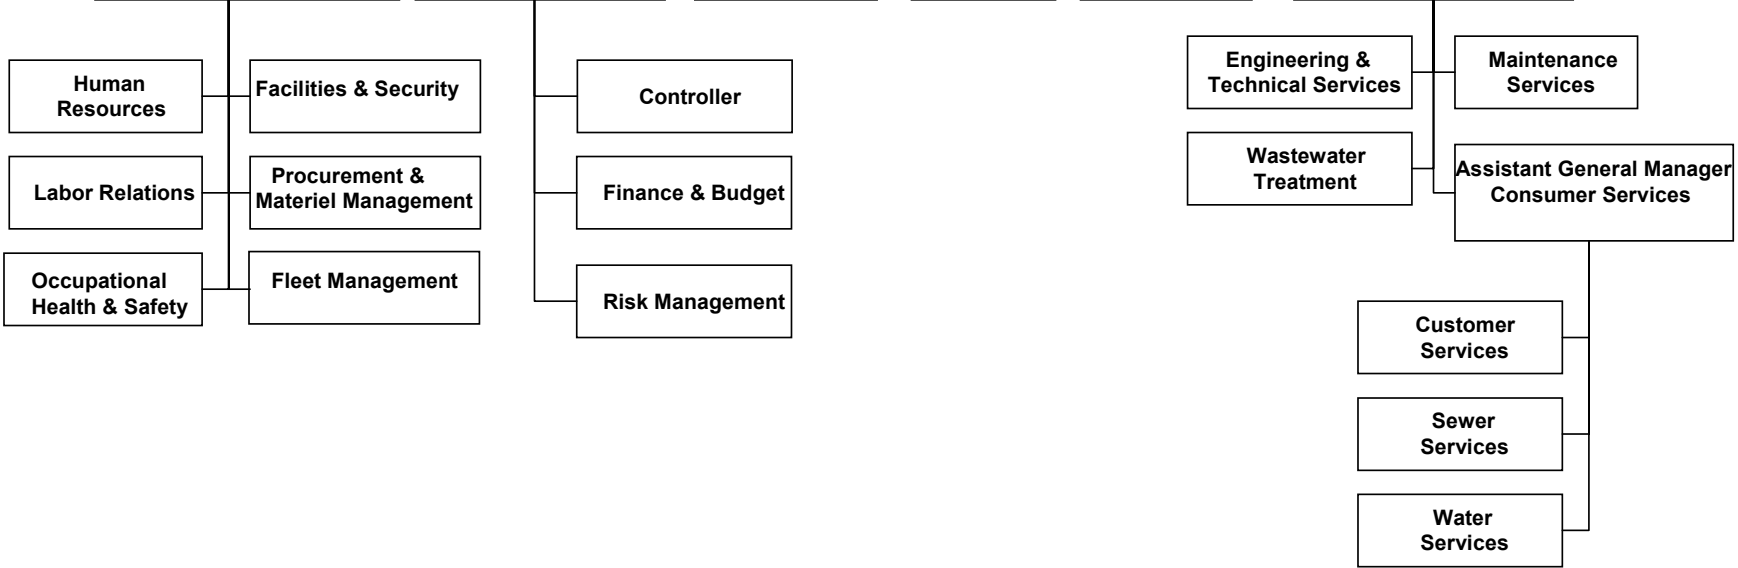 Human
Resources
Facilities & Security
Labor Relations
Procurement &
Materiel Management
Occupational
Health & Safety
Fleet Management
Controller
Finance & Budget
Risk Management
Engineering &
Technical Services
Maintenance
Services
Wastewater
Treatment
Assistant General Manager
Consumer Services
Customer
Services
Sewer
Services
Water
Services